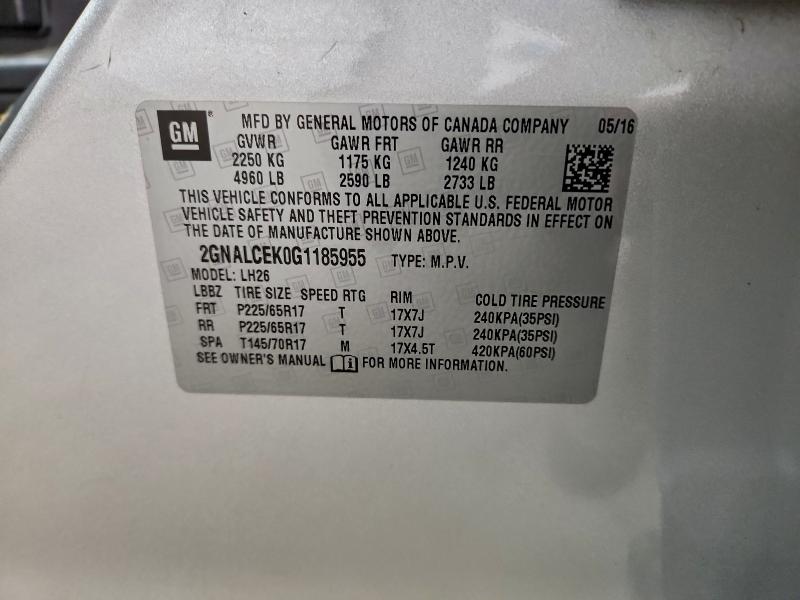 GM ® MFD BY GENERAL MOTORS OF CANADA COMPANY 05/16
GVWR GAWR FRT GAWR RR
2250 KG 1175 KG 1240 KG
4960 LB 2590 LB 2733 LB
THIS VEHICLE CONFORMS TO ALL APPLICABLE U.S. FEDERAL MOTOR
VEHICLE SAFETY AND THEFT PREVENTION STANDARDS IN EFFECT ON
THE DATE OF MANUFACTURE SHOWN ABOVE.
2GNALCEK0G1185955 TYPE: M.P.V.
MODEL: LH26
LBBZ TIRE SIZE SPEED RTG RIM COLD TIRE PRESSURE
FRT P225/65R17 T 17X7J 240KPA(35PSI)
RR P225/65R17 T 17X7J 240KPA(35PSI)
SPA T145/70R17 M 17X4.5T 420KPA(60PSI)
SEE OWNER'S MANUAL FOR MORE INFORMATION.